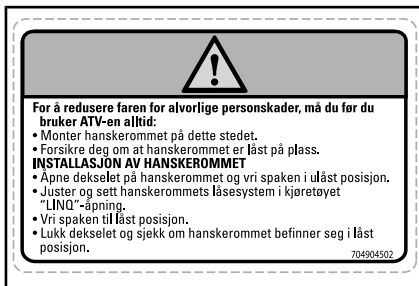 For å redusere faren for alvorlige personskader, må du før du
bruker ATV-en alltid:
• Monter hanskerommet på dette stedet.
• Forsikre deg om at hanskerommet er låst på plass.
INSTALLASJON AV HANSKEROMMET
• Åpne dekselet på hanskerommet og vri spaken i ulåst posisjon.
• Juster og sett hanskerommets låsesystem i kjøretøyet
"LINQ"-åpning.
• Vri spaken til låst posisjon.
• Lukk dekselet og sjekk om hanskerommet befinner seg i låst
posisjon.
704904502